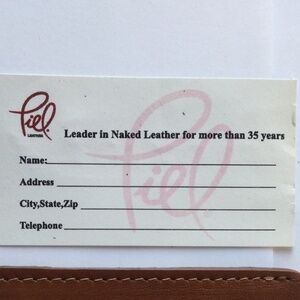 Piel
LEATHER
Leader in Naked Leather for more than 35 years
Name:
Address
City,State,Zip
Telephone
Piel